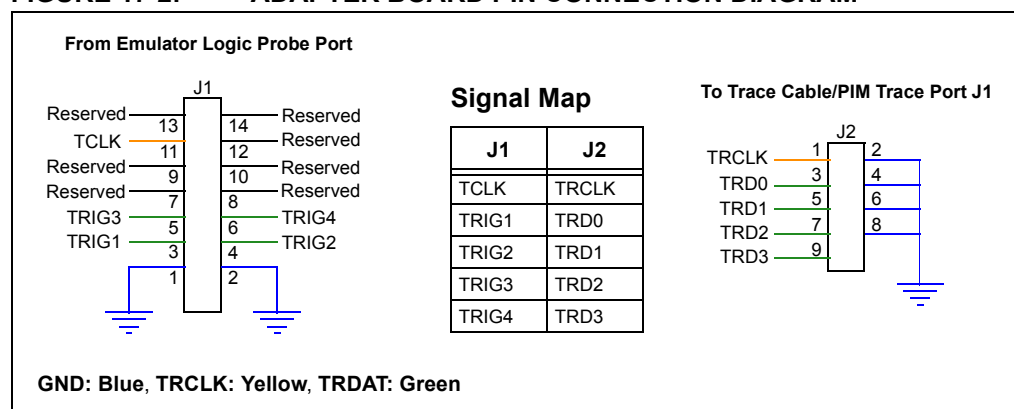 ADAPTER BOARD PIN CONNECTION DIAGRAM
From Emulator Logic Probe Port
J1
Reserved 13 14 Reserved
TCLK 11 12 Reserved
Reserved 9 10 Reserved
Reserved 7 8 Reserved
TRIG3 5 6 TRIG4
TRIG1 3 4 TRIG2
1 2
Signal Map
J1 J2
TCLK TRCLK
TRIG1 TRD0
TRIG2 TRD1
TRIG3 TRD2
TRIG4 TRD3
To Trace Cable/PIM Trace Port J1
J2
TRCLK 1 2
TRD0 3 4
TRD1 5 6
TRD2 7 8
TRD3 9
GND: Blue, TRCLK: Yellow, TRDAT: Green